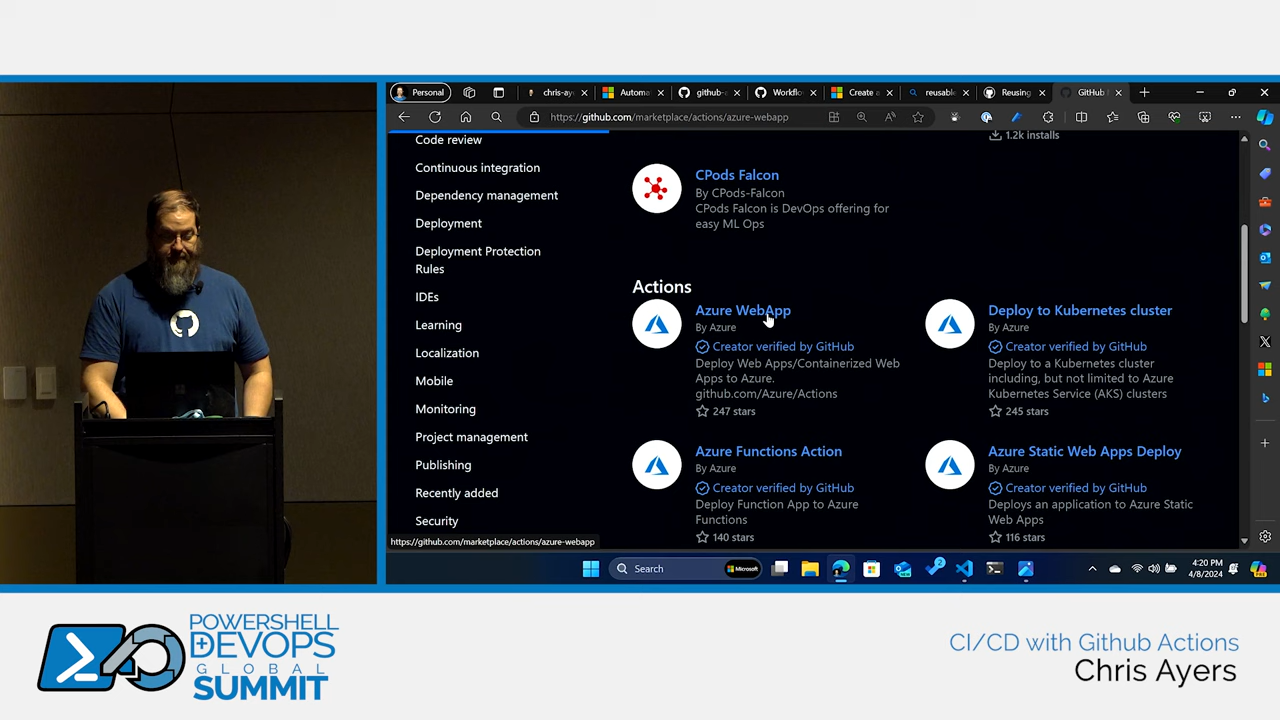 Personal
chris-ay
Automa
github-
Workflo
Create a
reusable
Reusing
GitHub M
https://github.com/marketplace/actions/azure-webapp
Code review
Continuous integration
Dependency management
Deployment
Deployment Protection
Rules
IDEs
Learning
Localization
Mobile
Monitoring
Project management
Publishing
Recently added
Security
https://github.com/marketplace/actions/azure-webapp
1.2k installs
CPods Falcon
By CPods-Falcon
CPods Falcon is DevOps offering for
easy ML Ops
Actions
Azure WebApp
By Azure
Creator verified by GitHub
Deploy Web Apps/Containerized Web
Apps to Azure.
github.com/Azure/Actions
247 stars
Deploy to Kubernetes cluster
By Azure
Creator verified by GitHub
Deploy to a Kubernetes cluster
including, but not limited to Azure
Kubernetes Service (AKS) clusters
245 stars
Azure Functions Action
By Azure
Creator verified by GitHub
Deploy Function App to Azure
Functions
140 stars
Azure Static Web Apps Deploy
By Azure
Creator verified by GitHub
Deploys an application to Azure Static
Web Apps
116 stars
Search
Microsoft
4:20 PM
4/8/2024
POWERSHELL
+DEVOPS
GLOBAL
SUMMIT
CI/CD with Github Actions
Chris Ayers